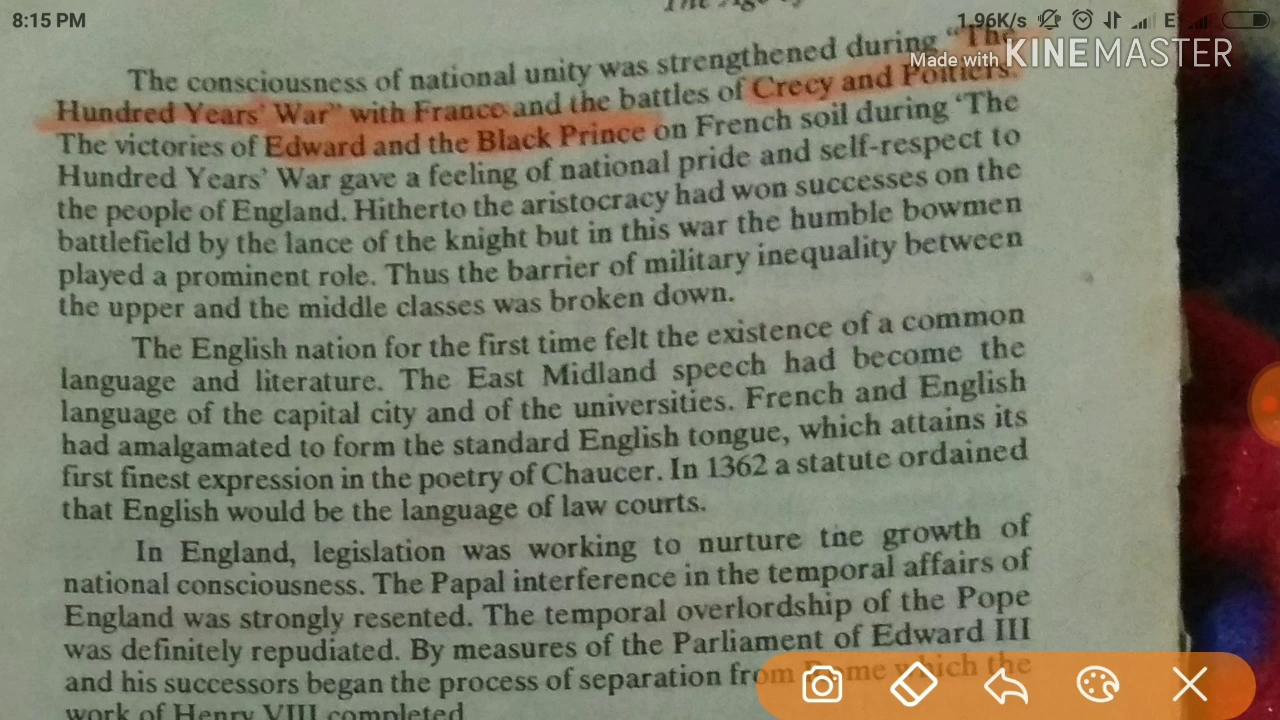 The Age
8:15 PM
1.96K/s
E
Made with KINEMASTER
The consciousness of national unity was strengthened during “The
Hundred Years’ War” with France and the battles of Crecy and Poitiers.
The victories of Edward and the Black Prince on French soil during ‘The
Hundred Years’ War gave a feeling of national pride and self-respect to
the people of England. Hitherto the aristocracy had won successes on the
battlefield by the lance of the knight but in this war the humble bowmen
played a prominent role. Thus the barrier of military inequality between
the upper and the middle classes was broken down.
The English nation for the first time felt the existence of a common
language and literature. The East Midland speech had become the
language of the capital city and of the universities. French and English
had amalgamated to form the standard English tongue, which attains its
first finest expression in the poetry of Chaucer. In 1362 a statute ordained
that English would be the language of law courts.
In England, legislation was working to nurture the growth of
national consciousness. The Papal interference in the temporal affairs of
England was strongly resented. The temporal overlordship of the Pope
was definitely repudiated. By measures of the Parliament of Edward III
and his successors began the process of separation from Rome which the
work of Henry VIII completed